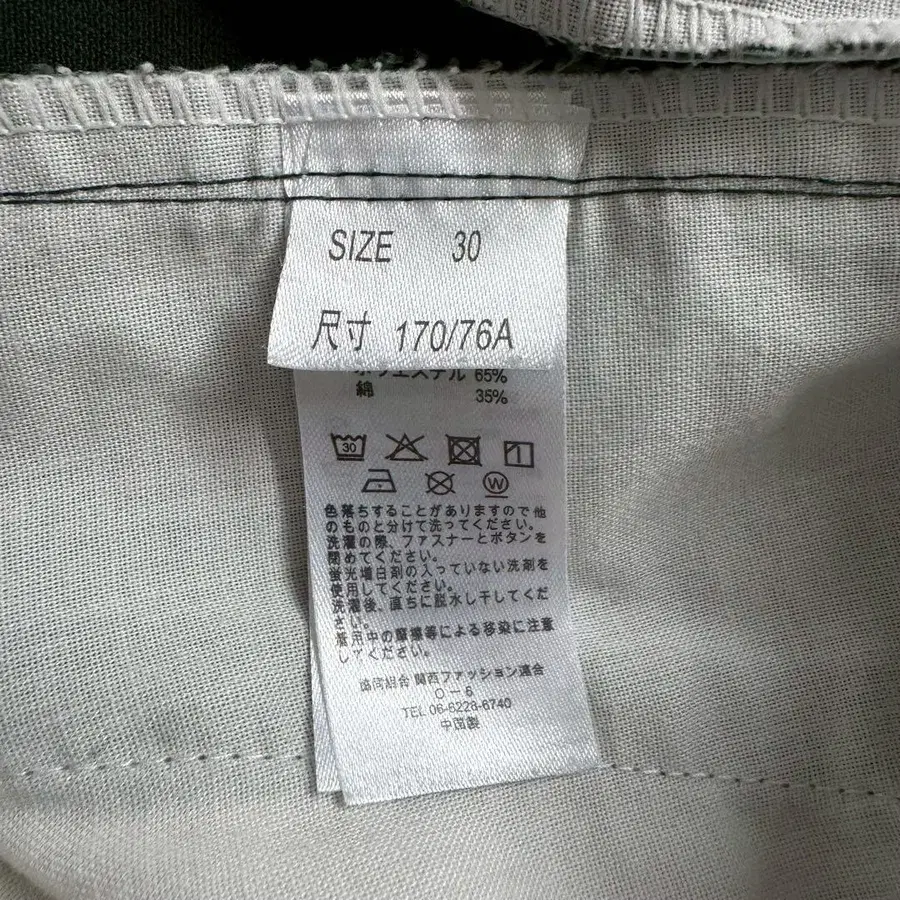 SIZE 30
尺寸 170/76A
ポリエステル 65%
綿 35%
30
W
色落ちすることがありますので他
のものと分けて洗ってください。
洗濯の際、ファスナーとボタンを
閉めてください。
蛍光増白剤の入っていない洗剤を
使用してください。
洗濯後、直ちに脱水し干してくだ
さい。
着用中の摩擦等による移染に注意
してください。
協同組合 関西ファッション連合
O－6
TEL 06-6228-6740
中国製